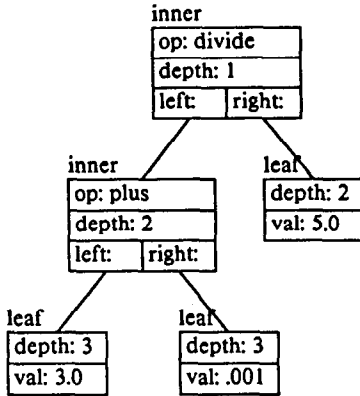 inner
op: divide
depth: 1
left: right:
inner
leaf
op: plus
depth: 2
depth: 2
val: 5.0
left: right:
leaf
leaf
depth: 3
depth: 3
val: 3.0
val: .001